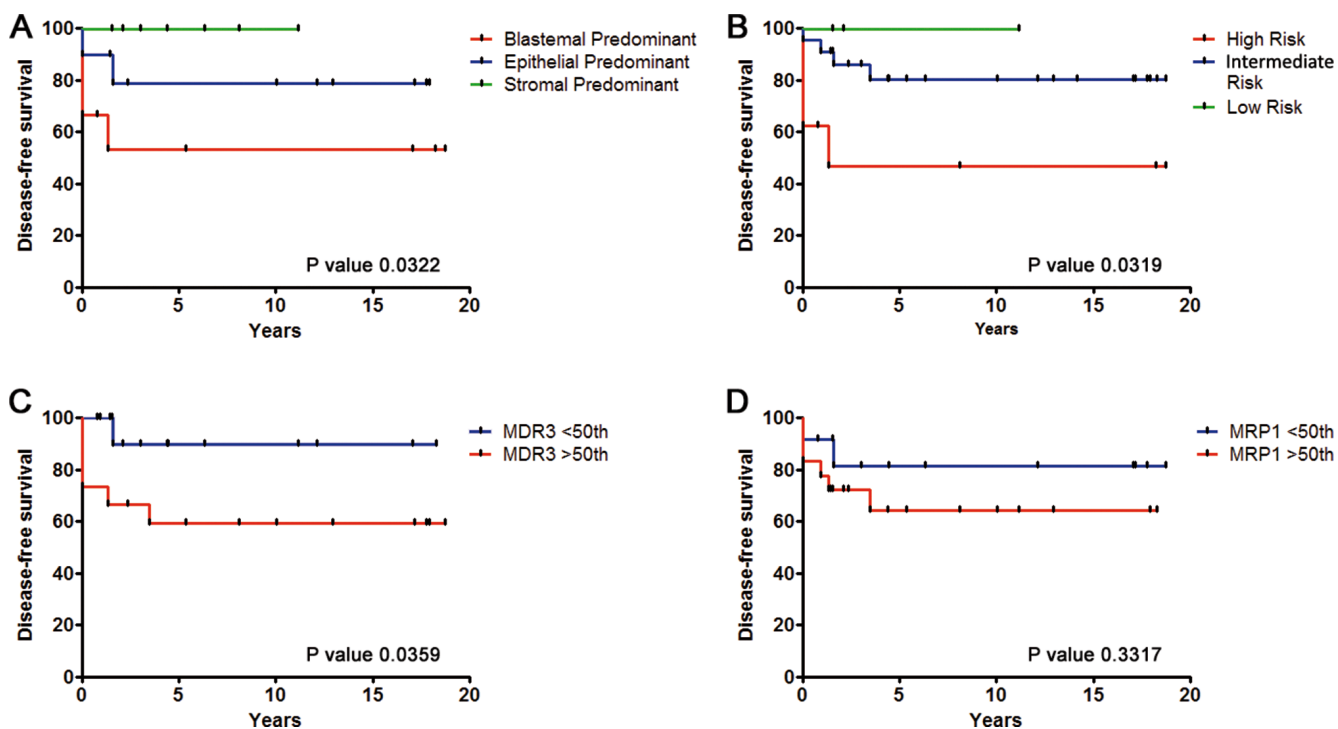 A
Disease-free survival
100
80
60
40
20
0
0 5 10 15 20
Years
P value 0.0322
Blastemal Predominant
Epithelial Predominant
Stromal Predominant
B
Disease-free survival
100
80
60
40
20
0
0 5 10 15 20
Years
P value 0.0319
High Risk
Intermediate
Risk
Low Risk
C
Disease-free survival
100
80
60
40
20
0
0 5 10 15 20
Years
P value 0.0359
MDR3 <50th
MDR3 >50th
D
Disease-free survival
100
80
60
40
20
0
0 5 10 15 20
Years
P value 0.3317
MRP1 <50th
MRP1 >50th